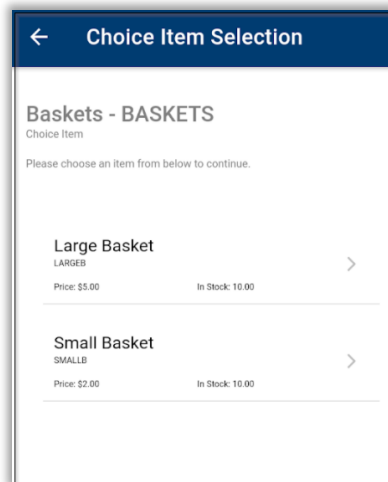 Choice Item Selection
Baskets - BASKETS
Choice Item
Please choose an item from below to continue.
Large Basket
LARGEB
Price: $5.00 In Stock: 10.00
Small Basket
SMALLB
Price: $2.00 In Stock: 10.00